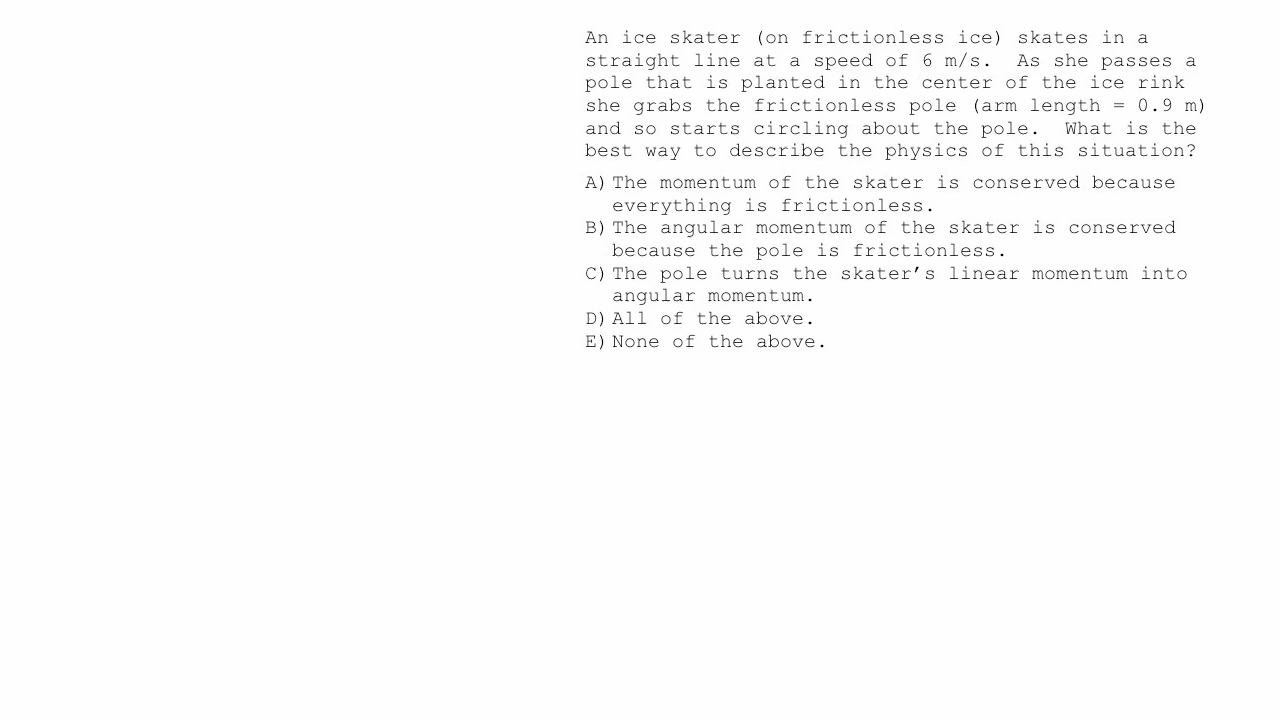 An ice skater (on frictionless ice) skates in a
straight line at a speed of 6 m/s.  As she passes a
pole that is planted in the center of the ice rink
she grabs the frictionless pole (arm length = 0.9 m)
and so starts circling about the pole.  What is the
best way to describe the physics of this situation?
A) The momentum of the skater is conserved because
everything is frictionless.
B) The angular momentum of the skater is conserved
because the pole is frictionless.
C) The pole turns the skater’s linear momentum into
angular momentum.
D) All of the above.
E) None of the above.